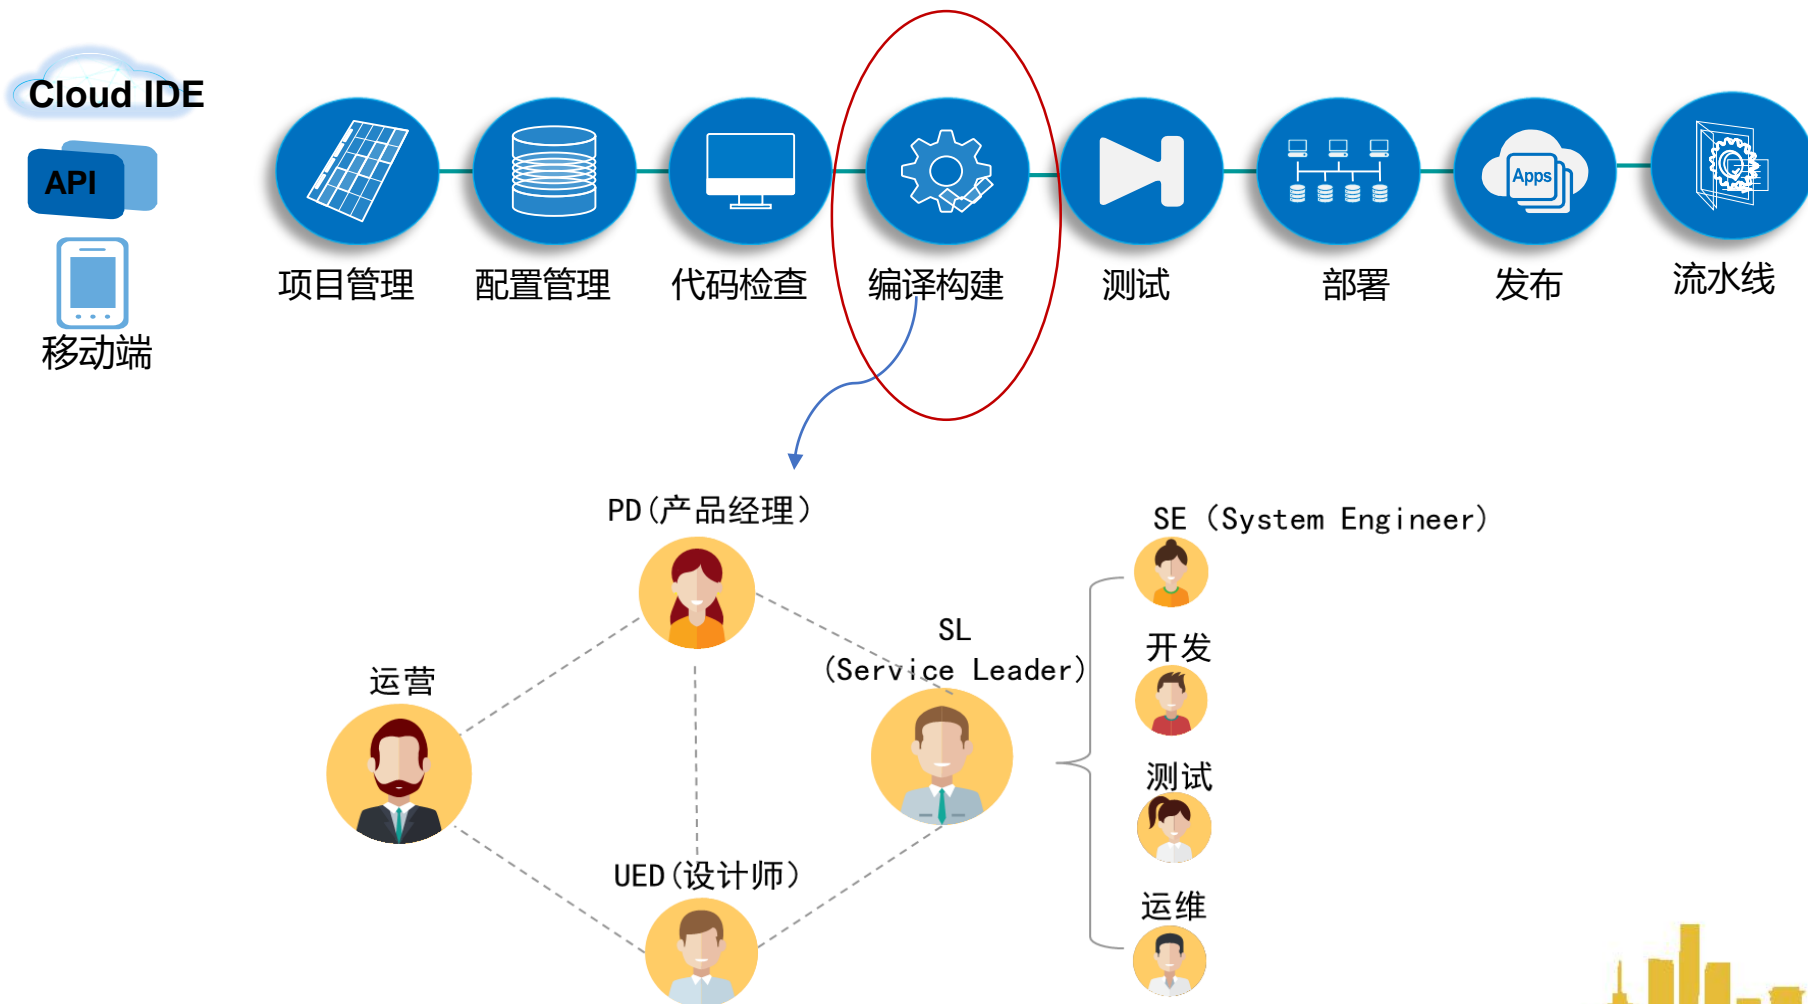 Cloud IDE
API
移动端
项目管理
配置管理
代码检查
编译构建
测试
部署
Apps
发布
流水线
PD(产品经理)
运营
SL
(Service Leader)
UED(设计师)
SE (System Engineer)
开发
测试
运维